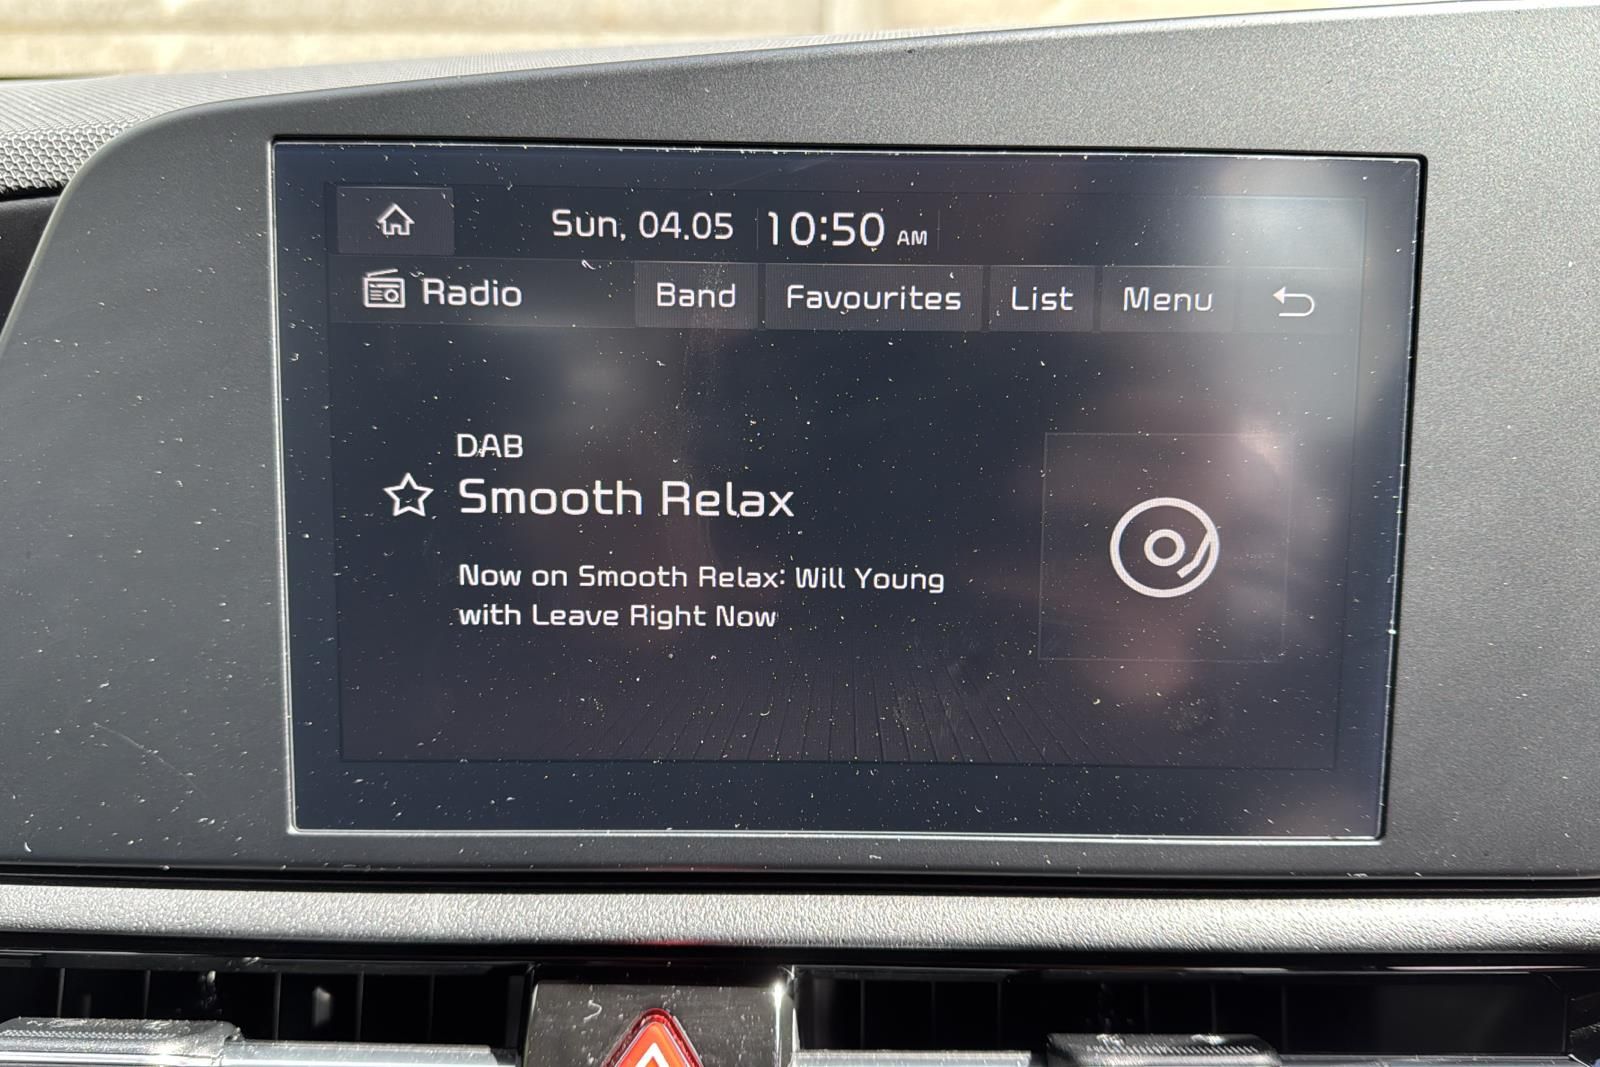 Sun, 04.05 10:50 AM
Radio Band Favourites List Menu
DAB
Smooth Relax
Now on Smooth Relax: Will Young
with Leave Right Now